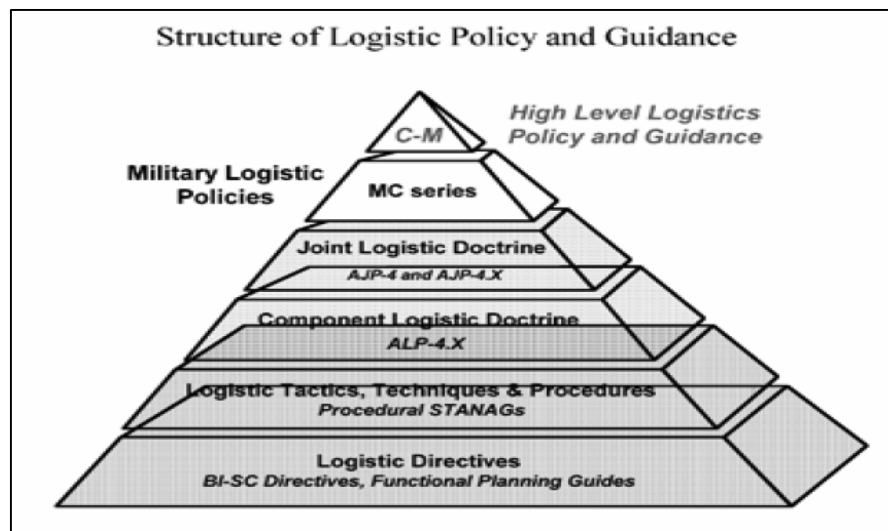 Structure of Logistic Policy and Guidance
C-M
High Level Logistics
Policy and Guidance
Military Logistic
Policies
MC series
Joint Logistic Doctrine
AJP-4 and AJP-4.X
Component Logistic Doctrine
ALP-4.X
Logistic Tactics, Techniques & Procedures
Procedural STANAGs
Logistic Directives
BI-SC Directives, Functional Planning Guides